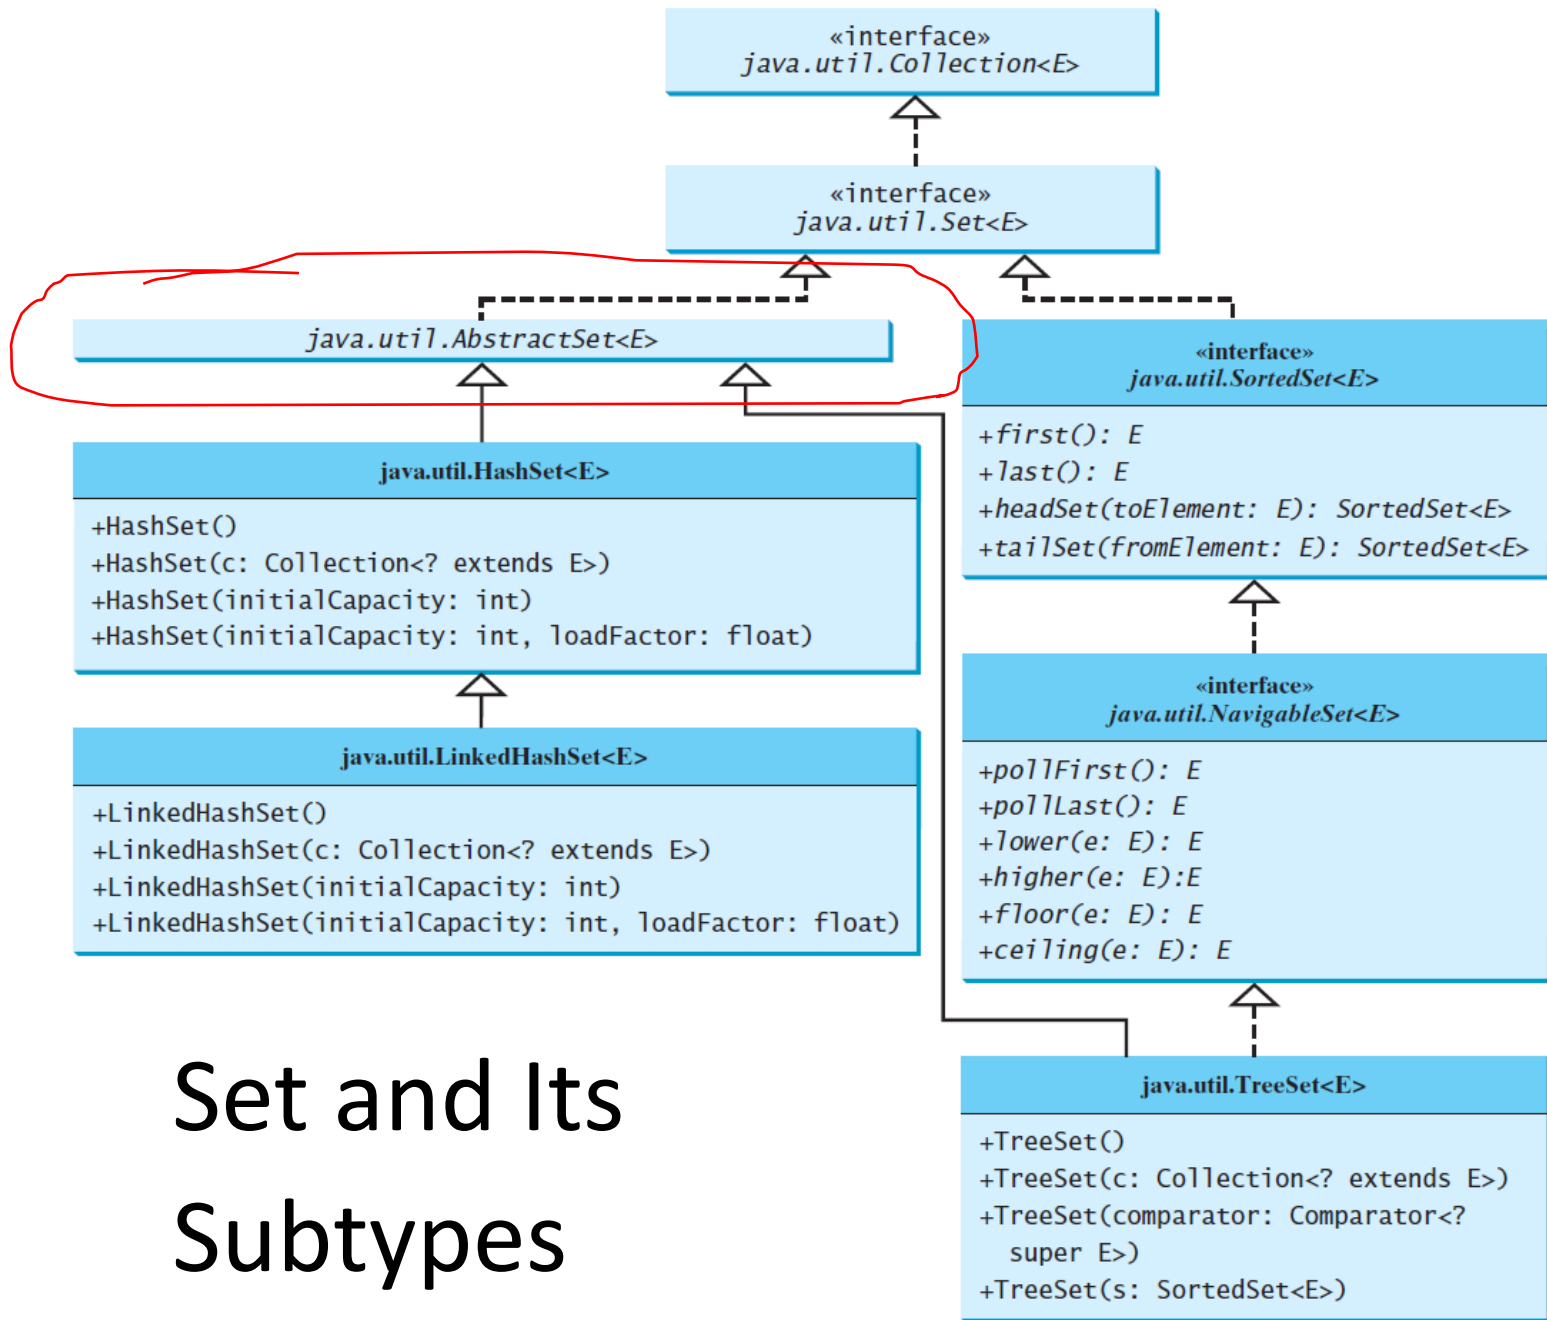 «interface»
java.util.Collection<E>
«interface»
java.util.Set<E>
java.util.AbstractSet<E>
«interface»
java.util.SortedSet<E>
+first(): E
+last(): E
+headSet(toElement: E): SortedSet<E>
+tailSet(fromElement: E): SortedSet<E>
java.util.HashSet<E>
+HashSet()
+HashSet(c: Collection<? extends E>)
+HashSet(initialCapacity: int)
+HashSet(initialCapacity: int, loadFactor: float)
«interface»
java.util.NavigableSet<E>
+pollFirst(): E
+pollLast(): E
+lower(e: E): E
+higher(e: E):E
+floor(e: E): E
+ceiling(e: E): E
java.util.LinkedHashSet<E>
+LinkedHashSet()
+LinkedHashSet(c: Collection<? extends E>)
+LinkedHashSet(initialCapacity: int)
+LinkedHashSet(initialCapacity: int, loadFactor: float)
java.util.TreeSet<E>
+TreeSet()
+TreeSet(c: Collection<? extends E>)
+TreeSet(comparator: Comparator<?
super E>)
+TreeSet(s: SortedSet<E>)
Set and Its
Subtypes